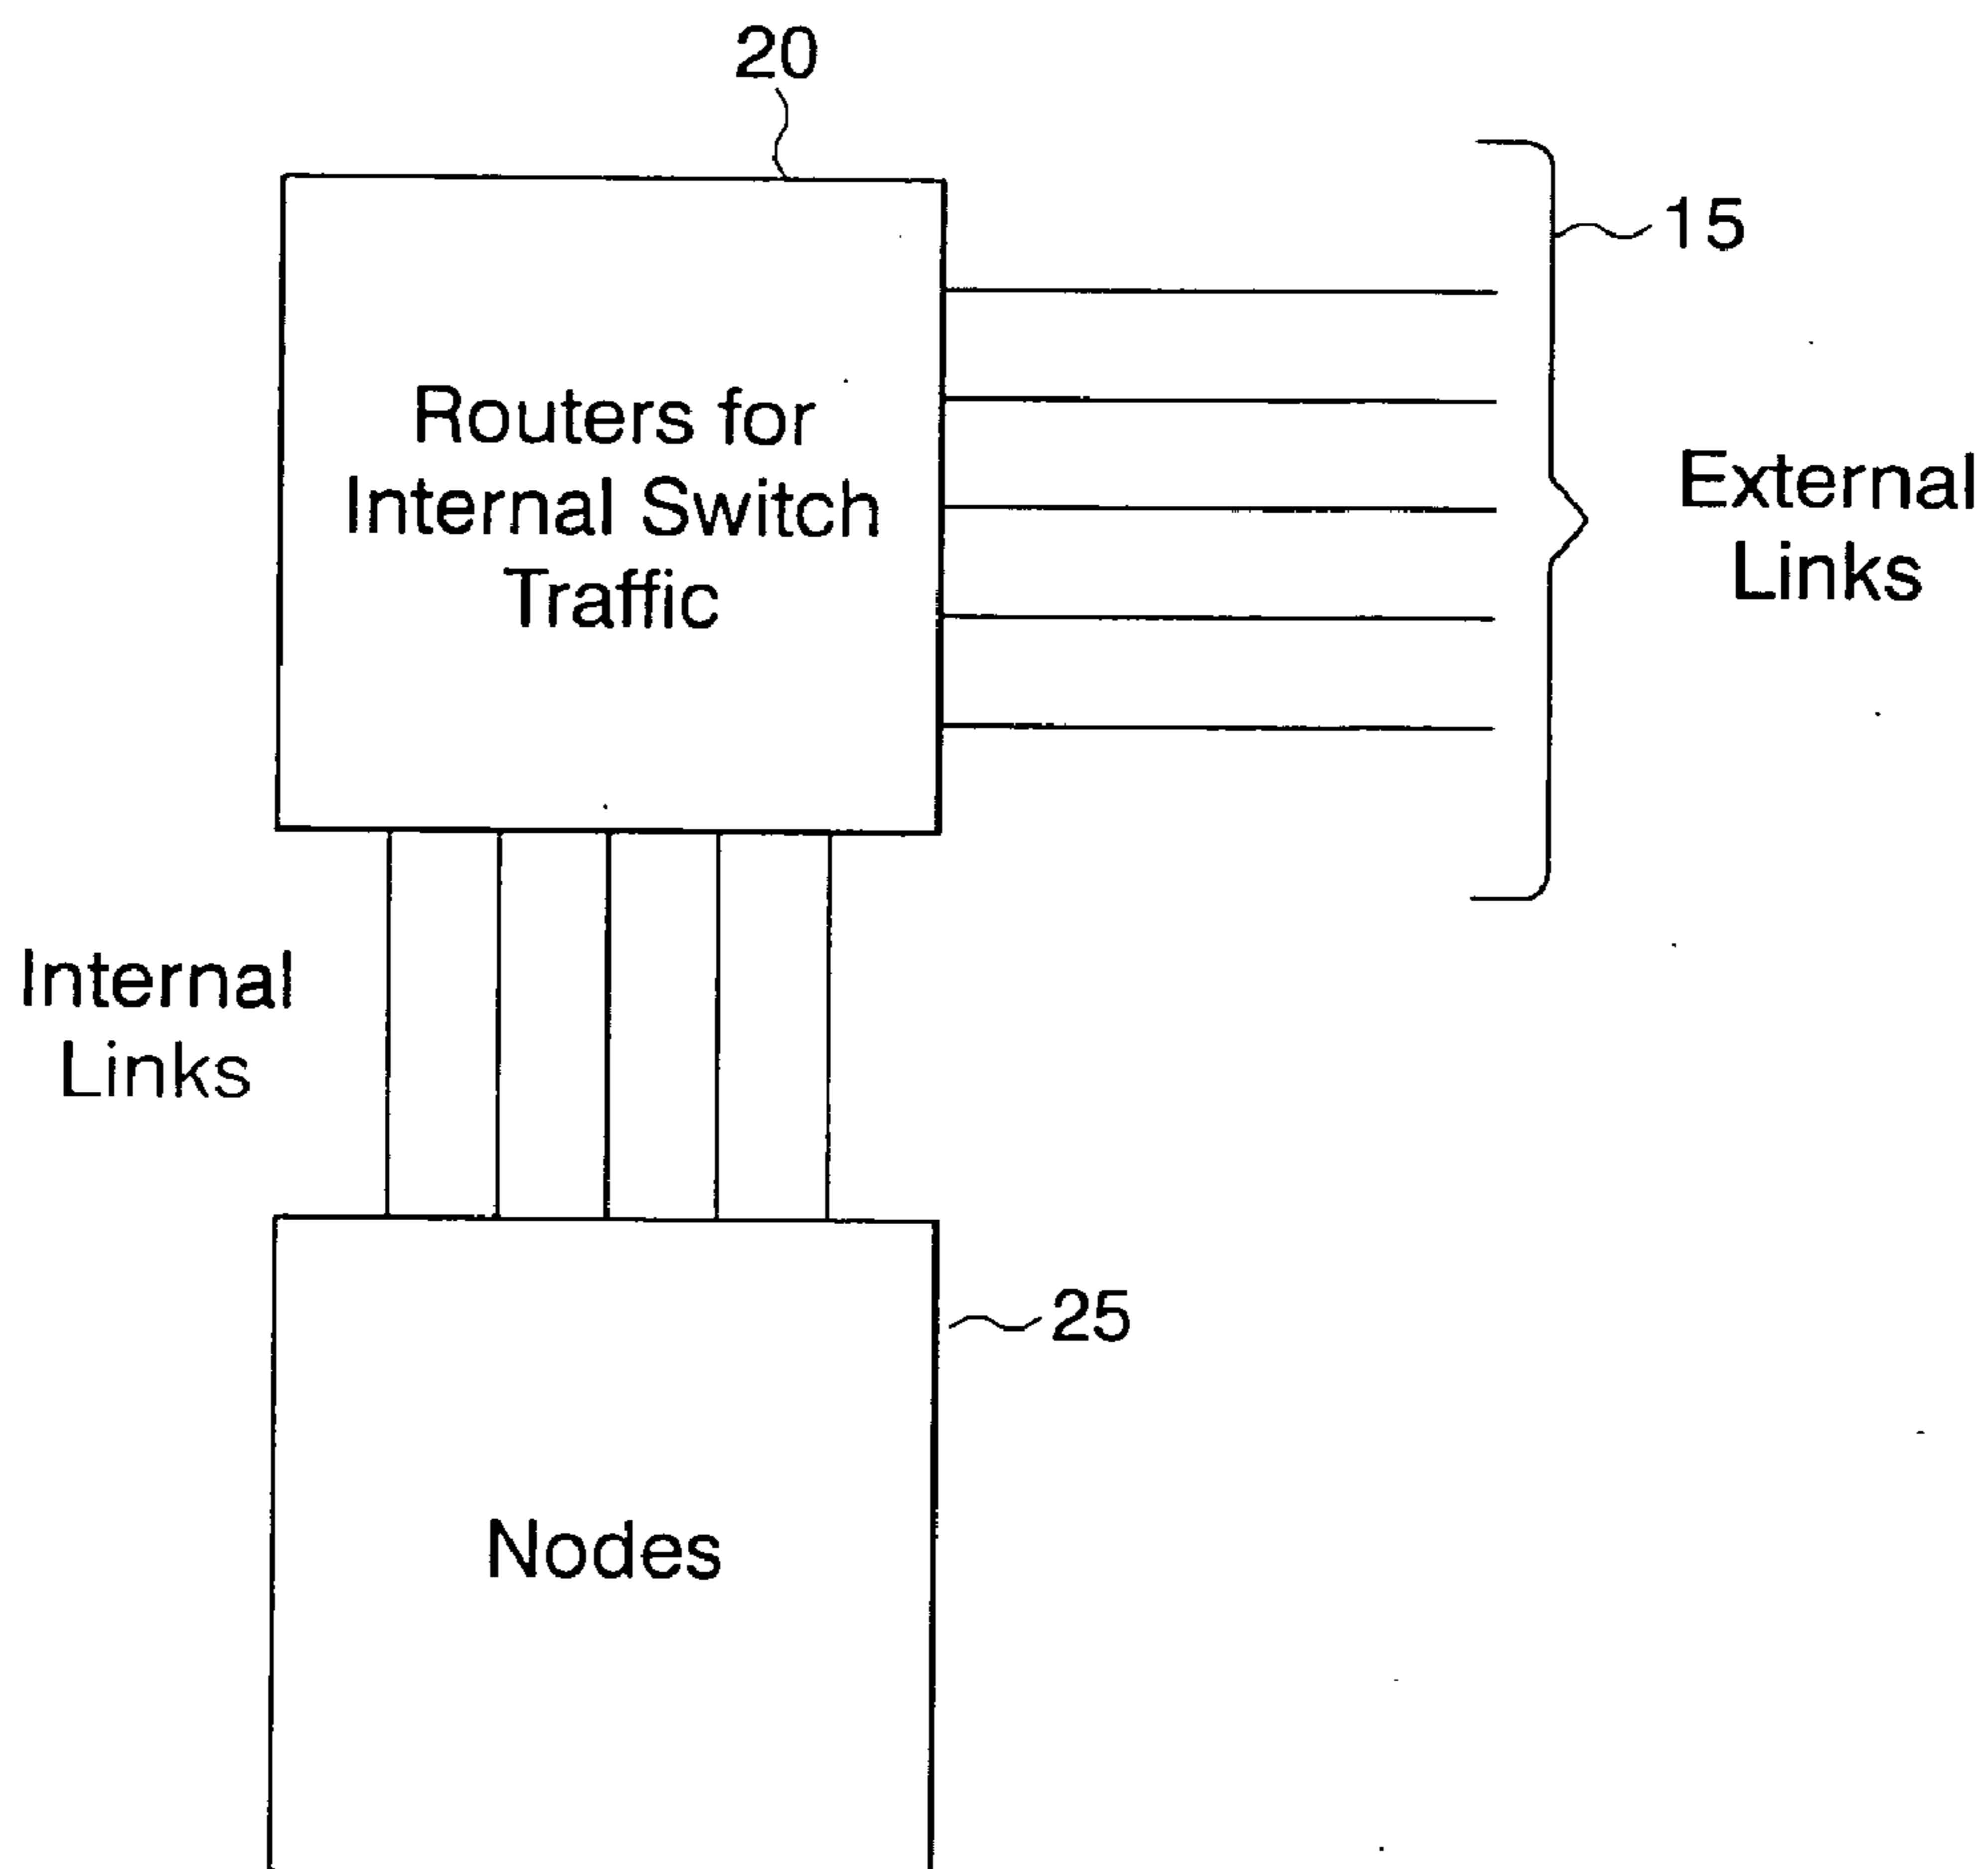 20
15
Routers for
Internal Switch
Traffic
External
Links
Internal
Links
25
Nodes